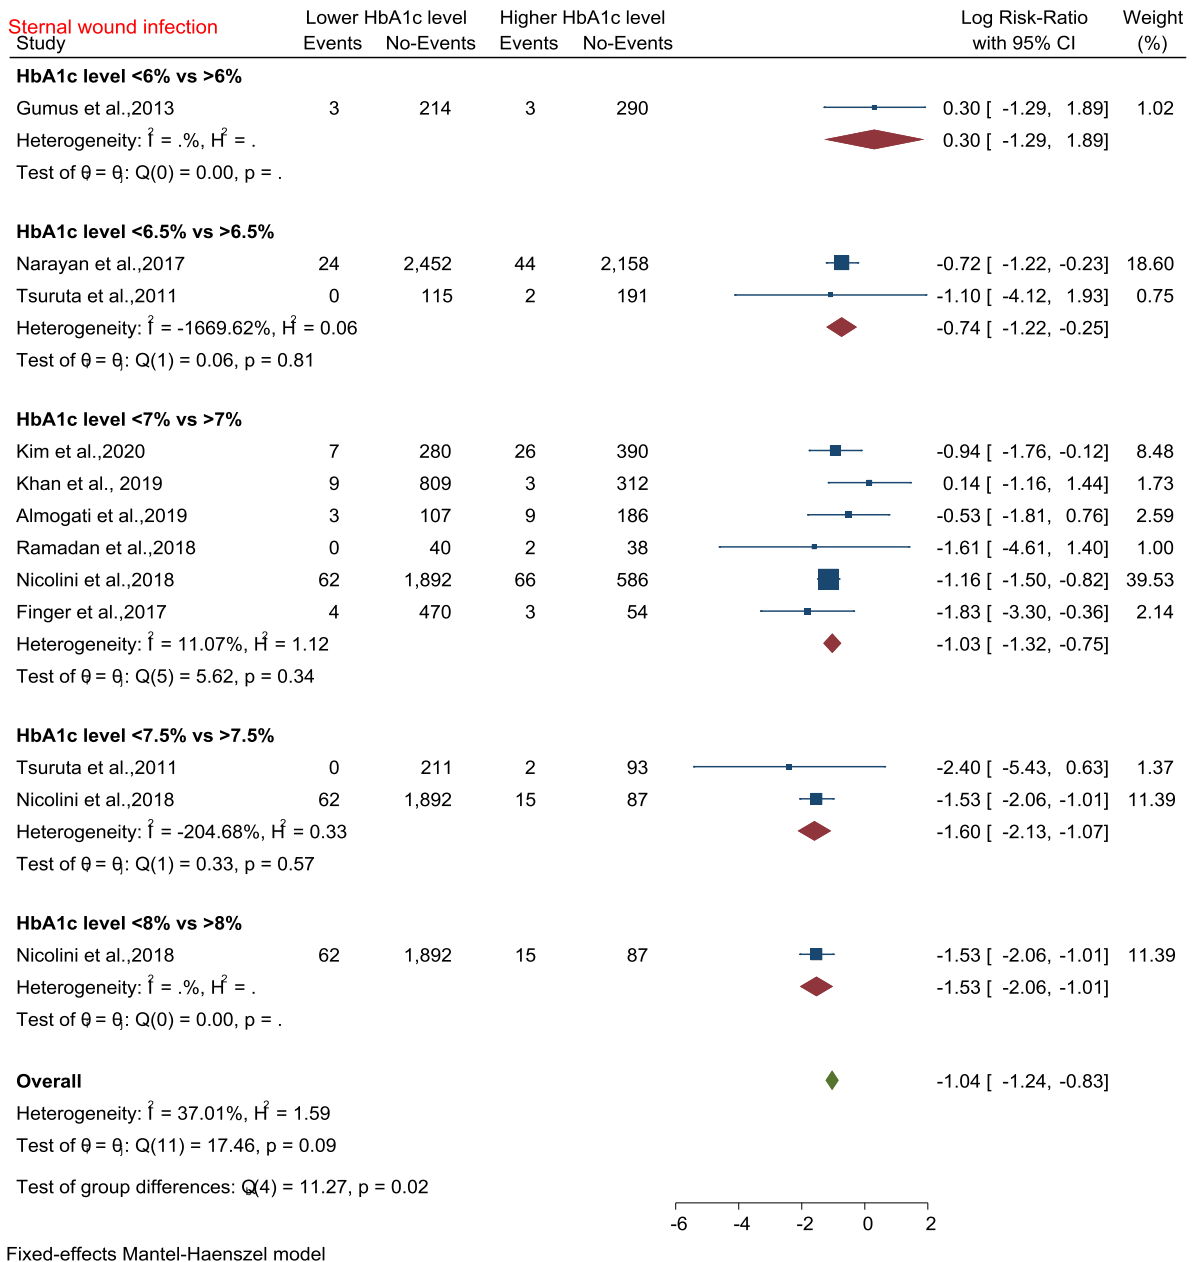 Sternal wound infection
Lower HbA1c level Higher HbA1c level Log Risk-Ratio Weight
Study Events No-Events Events No-Events with 95% CI (%)
HbA1c level <6% vs >6%
Gumus et al.,2013 3 214 3 290 0.30 [ -1.29, 1.89] 1.02
Heterogeneity: I² = .%, H² = . 0.30 [ -1.29, 1.89]
Test of θᵢ = θⱼ: Q(0) = 0.00, p = .
HbA1c level <6.5% vs >6.5%
Narayan et al.,2017 24 2,452 44 2,158 -0.72 [ -1.22, -0.23] 18.60
Tsuruta et al.,2011 0 115 2 191 -1.10 [ -4.12, 1.93] 0.75
Heterogeneity: I² = -1669.62%, H² = 0.06 -0.74 [ -1.22, -0.25]
Test of θᵢ = θⱼ: Q(1) = 0.06, p = 0.81
HbA1c level <7% vs >7%
Kim et al.,2020 7 280 26 390 -0.94 [ -1.76, -0.12] 8.48
Khan et al., 2019 9 809 3 312 0.14 [ -1.16, 1.44] 1.73
Almogati et al.,2019 3 107 9 186 -0.53 [ -1.81, 0.76] 2.59
Ramadan et al.,2018 0 40 2 38 -1.61 [ -4.61, 1.40] 1.00
Nicolini et al.,2018 62 1,892 66 586 -1.16 [ -1.50, -0.82] 39.53
Finger et al.,2017 4 470 3 54 -1.83 [ -3.30, -0.36] 2.14
Heterogeneity: I² = 11.07%, H² = 1.12 -1.03 [ -1.32, -0.75]
Test of θᵢ = θⱼ: Q(5) = 5.62, p = 0.34
HbA1c level <7.5% vs >7.5%
Tsuruta et al.,2011 0 211 2 93 -2.40 [ -5.43, 0.63] 1.37
Nicolini et al.,2018 62 1,892 15 87 -1.53 [ -2.06, -1.01] 11.39
Heterogeneity: I² = -204.68%, H² = 0.33 -1.60 [ -2.13, -1.07]
Test of θᵢ = θⱼ: Q(1) = 0.33, p = 0.57
HbA1c level <8% vs >8%
Nicolini et al.,2018 62 1,892 15 87 -1.53 [ -2.06, -1.01] 11.39
Heterogeneity: I² = .%, H² = . -1.53 [ -2.06, -1.01]
Test of θᵢ = θⱼ: Q(0) = 0.00, p = .
Overall -1.04 [ -1.24, -0.83]
Heterogeneity: I² = 37.01%, H² = 1.59
Test of θᵢ = θⱼ: Q(11) = 17.46, p = 0.09
Test of group differences: Q_b(4) = 11.27, p = 0.02
-6 -4 -2 0 2
Fixed-effects Mantel-Haenszel model